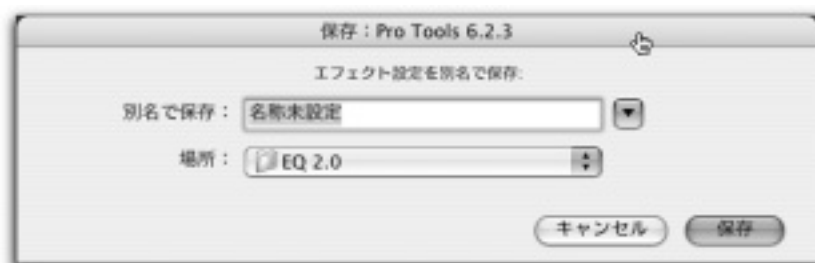 保存：Pro Tools 6.2.3
エフェクト設定を別名で保存:
別名で保存： 名称未設定
場所： EQ 2.0
キャンセル 保存